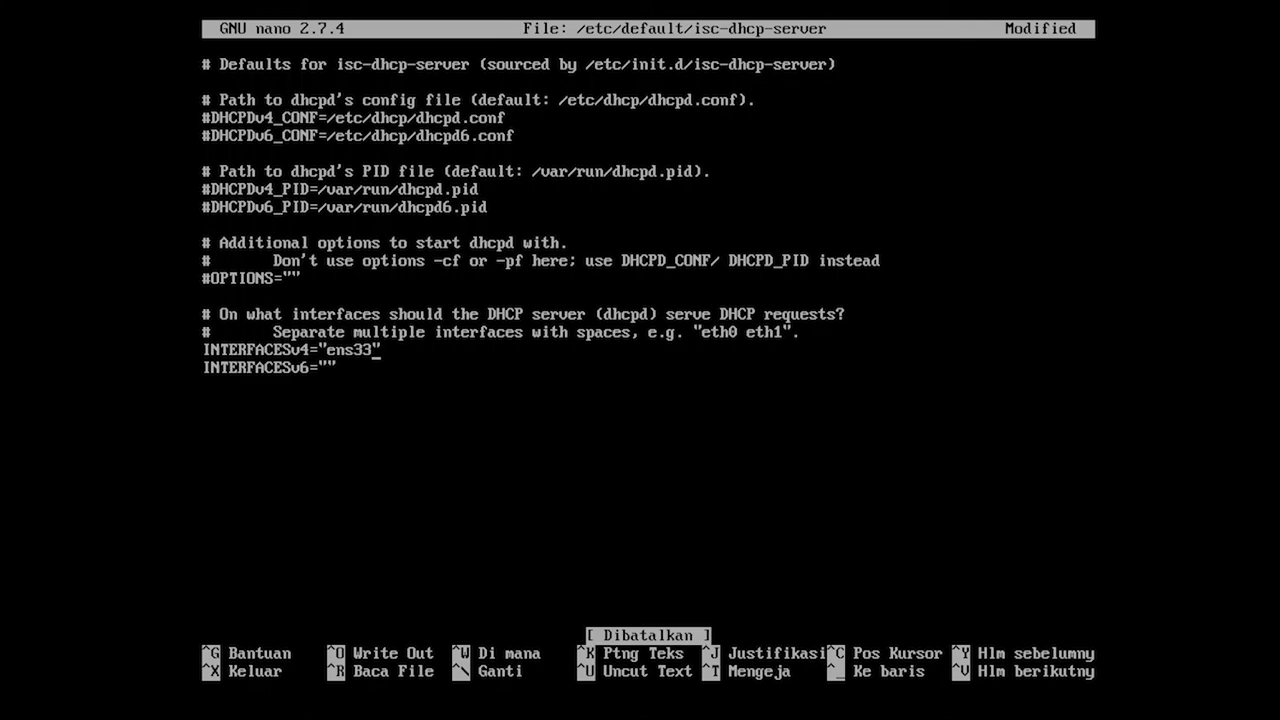 GNU nano 2.7.4 File: /etc/default/isc-dhcp-server Modified
# Defaults for isc-dhcp-server (sourced by /etc/init.d/isc-dhcp-server)
# Path to dhcpd's config file (default: /etc/dhcp/dhcpd.conf).
#DHCPDv4_CONF=/etc/dhcp/dhcpd.conf
#DHCPDv6_CONF=/etc/dhcp/dhcpd6.conf
# Path to dhcpd's PID file (default: /var/run/dhcpd.pid).
#DHCPDv4_PID=/var/run/dhcpd.pid
#DHCPDv6_PID=/var/run/dhcpd6.pid
# Additional options to start dhcpd with.
# Don't use options -cf or -pf here; use DHCPD_CONF/ DHCPD_PID instead
#OPTIONS=""
# On what interfaces should the DHCP server (dhcpd) serve DHCP requests?
# Separate multiple interfaces with spaces, e.g. "eth0 eth1".
INTERFACESv4="ens33"
INTERFACESv6=""
[ Dibatalkan ]
^G Bantuan ^O Write Out ^W Di mana ^K Ptng Teks ^J Justifikasi ^C Pos Kursor ^Y Hlm sebelumny
^X Keluar ^R Baca File ^\ Ganti ^U Uncut Text ^T Mengeja ^_ Ke baris ^V Hlm berikutny